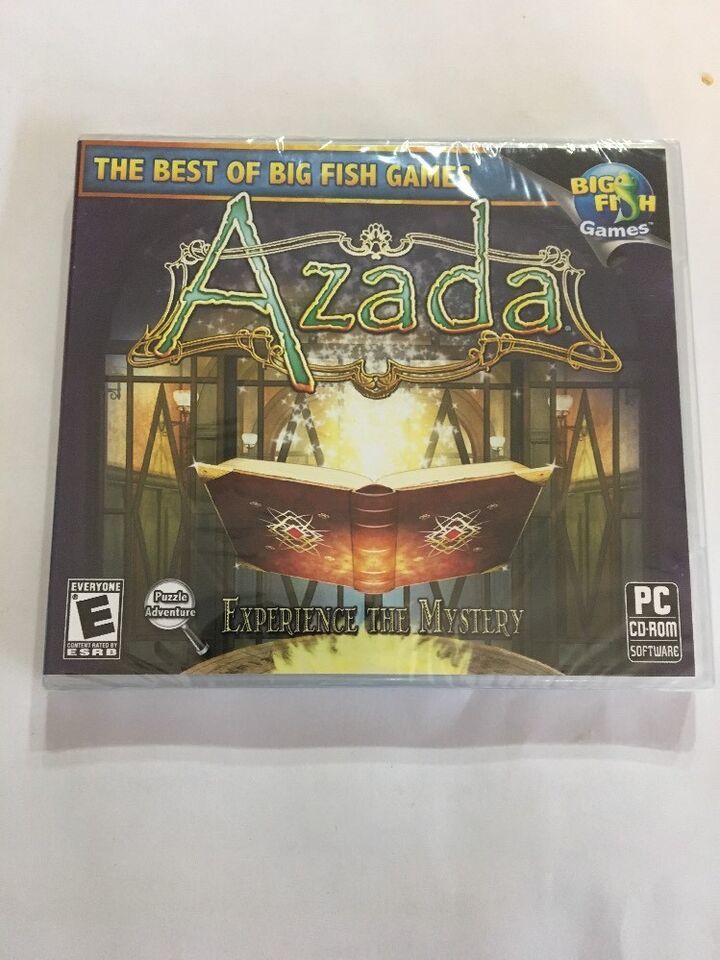 THE BEST OF BIG FISH GAMES
BIG FISH
Games™
Azada
EVERYONE
E
CONTENT RATED BY
ESRB
Puzzle
Adventure
EXPERIENCE THE MYSTERY
PC
CD-ROM
SOFTWARE